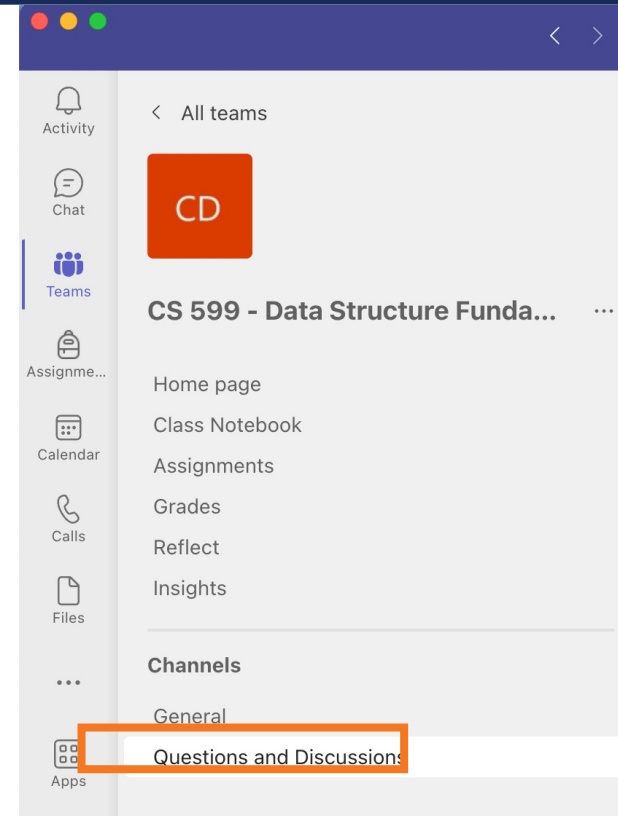 Activity
Chat
Teams
Assignme...
Calendar
Calls
Files
Apps
All teams
CD
CS 599 - Data Structure Funda...
Home page
Class Notebook
Assignments
Grades
Reflect
Insights
Channels
General
Questions and Discussions